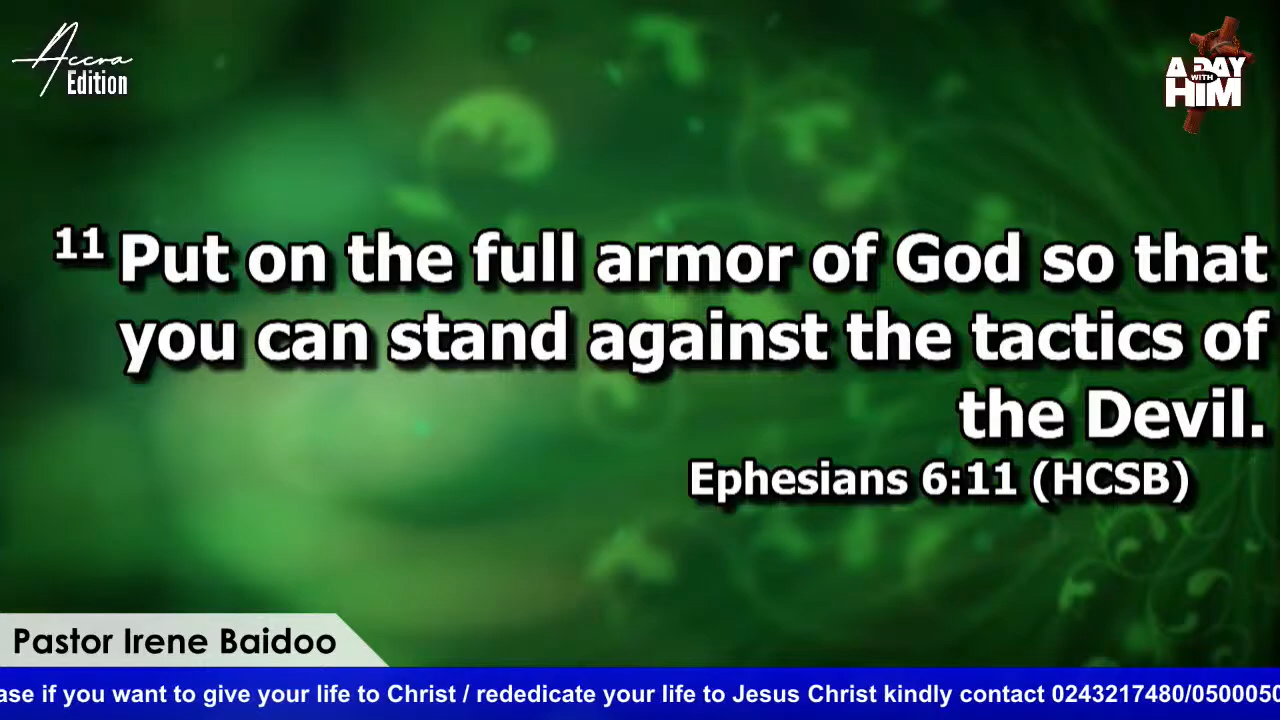 Accra
Edition
A DAY
WITH
HIM
11 Put on the full armor of God so that
you can stand against the tactics of
the Devil.
Ephesians 6:11 (HCSB)
Pastor Irene Baidoo
ase if you want to give your life to Christ / rededicate your life to Jesus Christ kindly contact 0243217480/0500050